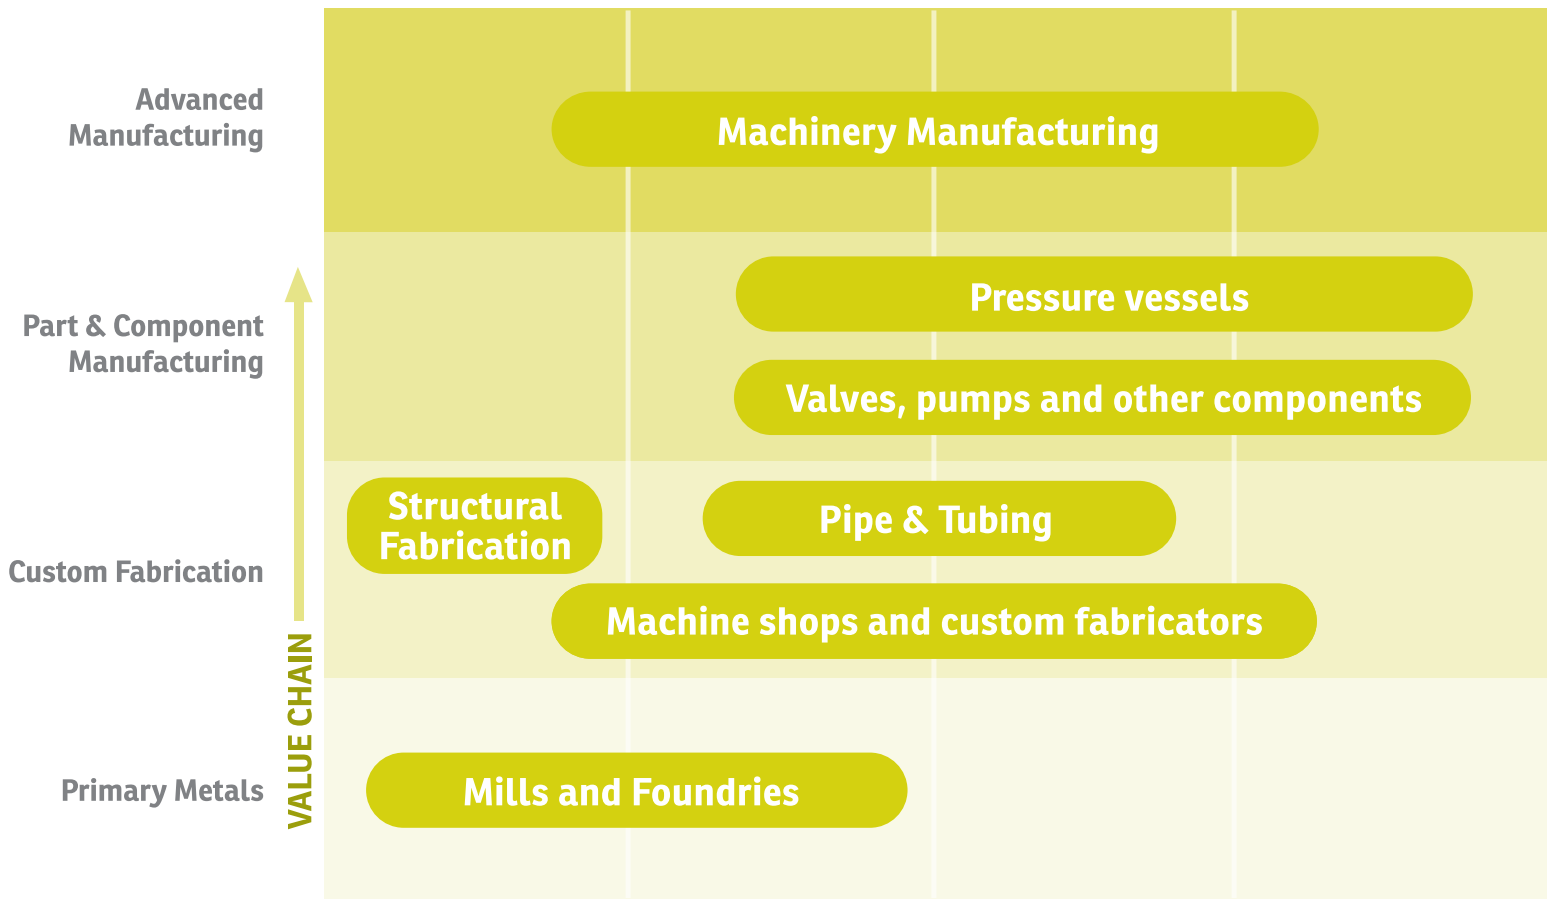 Advanced
Manufacturing
Machinery Manufacturing
Part & Component
Manufacturing
Pressure vessels
Valves, pumps and other components
Custom Fabrication
Structural
Fabrication
Pipe & Tubing
Machine shops and custom fabricators
VALUE CHAIN
Primary Metals
Mills and Foundries